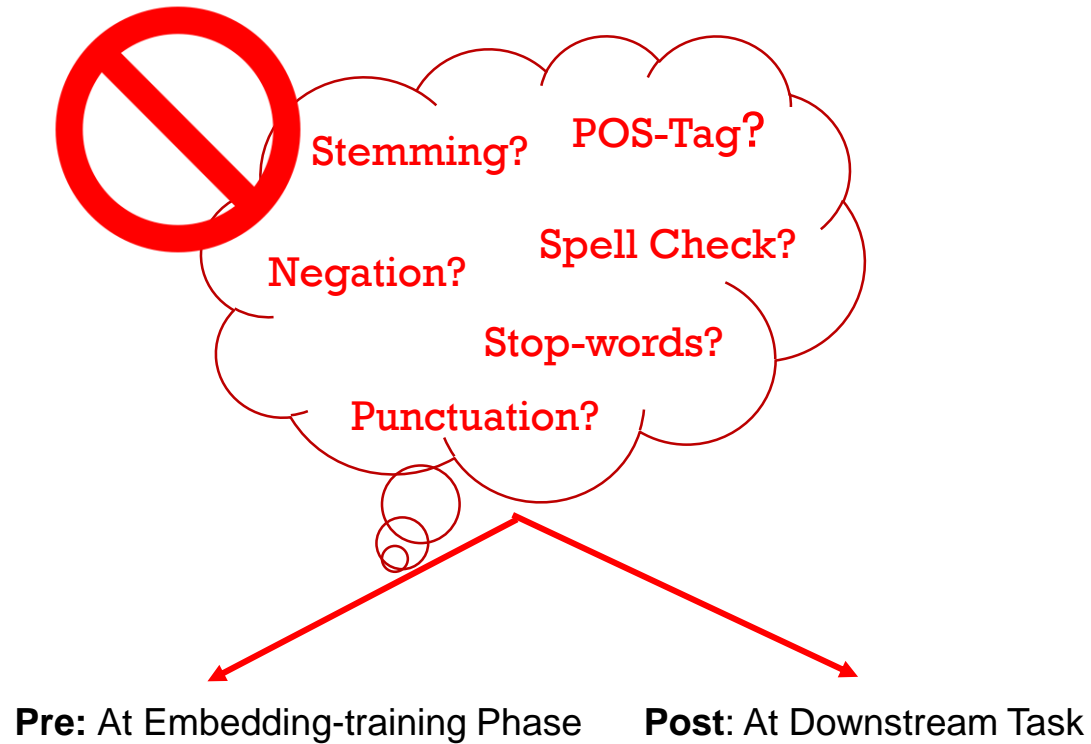 Stemming? POS-Tag?
Negation? Spell Check?
Stop-words?
Punctuation?
Pre: At Embedding-training Phase Post: At Downstream Task